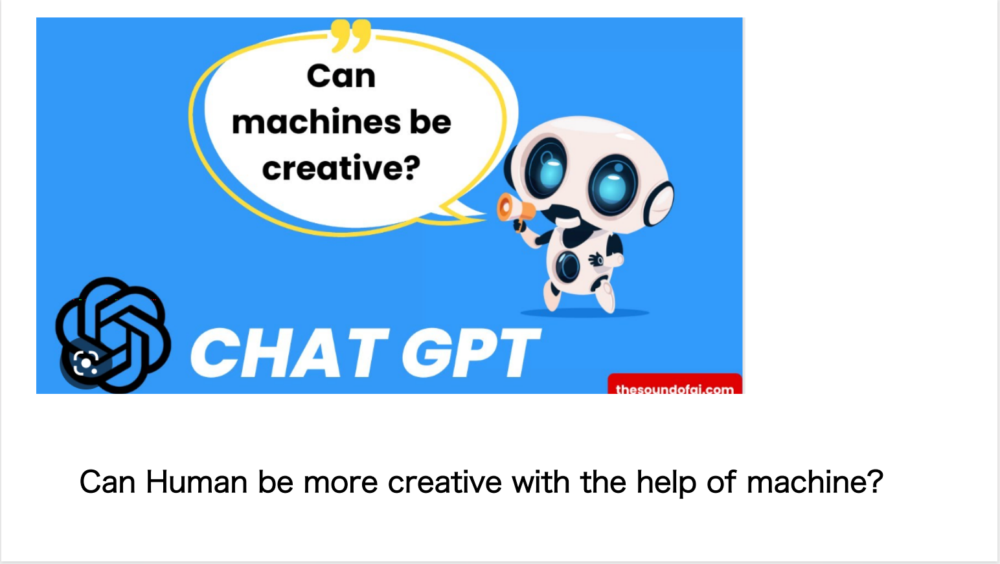 Can
machines be
creative?
CHAT GPT
thesoundofai.com
Can Human be more creative with the help of machine?